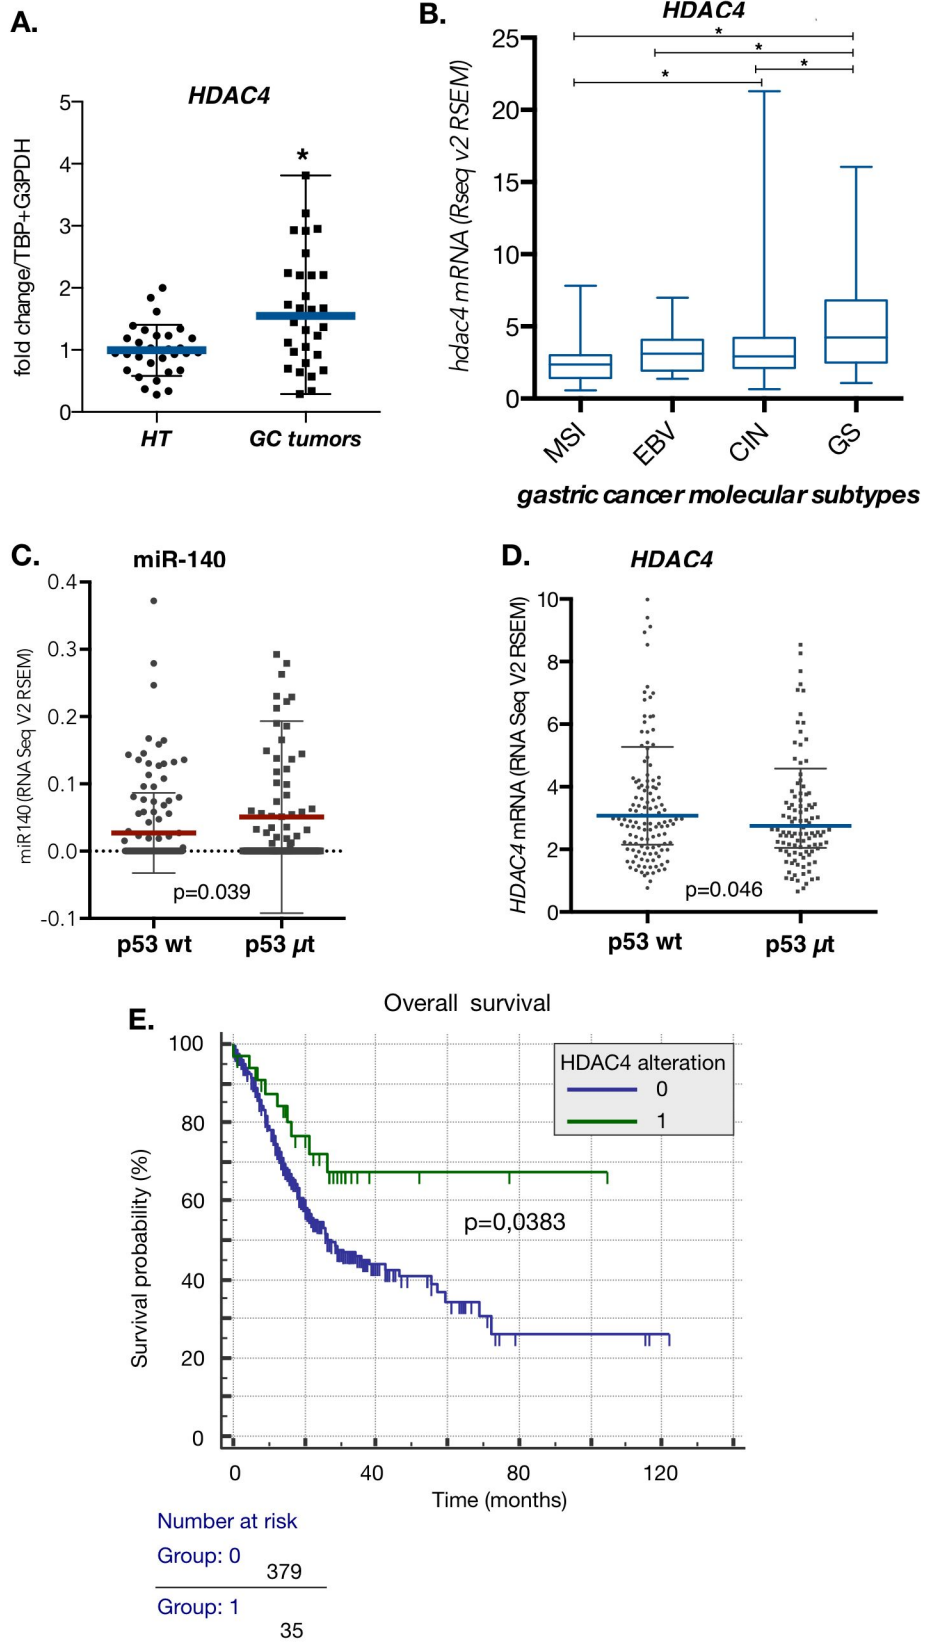 A.
HDAC4
fold change/TBP+G3PDH
5
4
3
2
1
0
*
HT
GC tumors
B.
HDAC4
hdac4 mRNA (Rseq v2 RSEM)
25
20
15
10
5
0
*
*
*
*
MSI
EBV
CIN
GS
gastric cancer molecular subtypes
C.
miR-140
miR140 (RNA Seq V2 RSEM)
0.4
0.3
0.2
0.1
0.0
-0.1
p=0.039
p53 wt
p53 µt
D.
HDAC4
HDAC4 mRNA (RNA Seq V2 RSEM)
10
8
6
4
2
0
p=0.046
p53 wt
p53 µt
E.
Overall survival
Survival probability (%)
100
80
60
40
20
0
HDAC4 alteration
0
1
p=0,0383
0
40
80
120
Time (months)
Number at risk
Group: 0
379
Group: 1
35